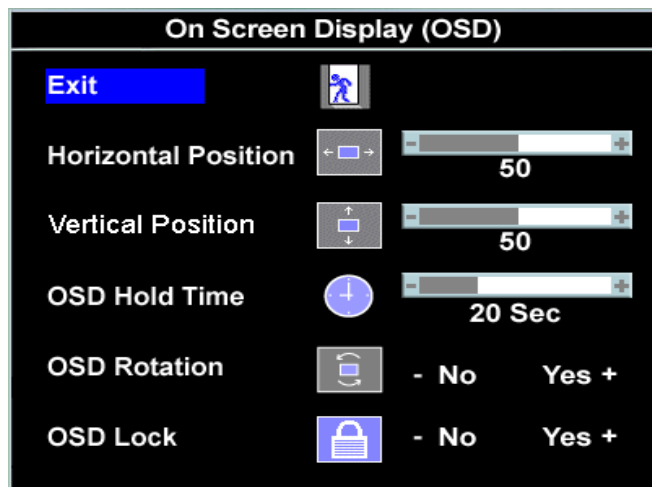 On Screen Display (OSD)
Exit
Horizontal Position - +
50
Vertical Position - +
50
OSD Hold Time - +
20 Sec
OSD Rotation - No Yes +
OSD Lock - No Yes +